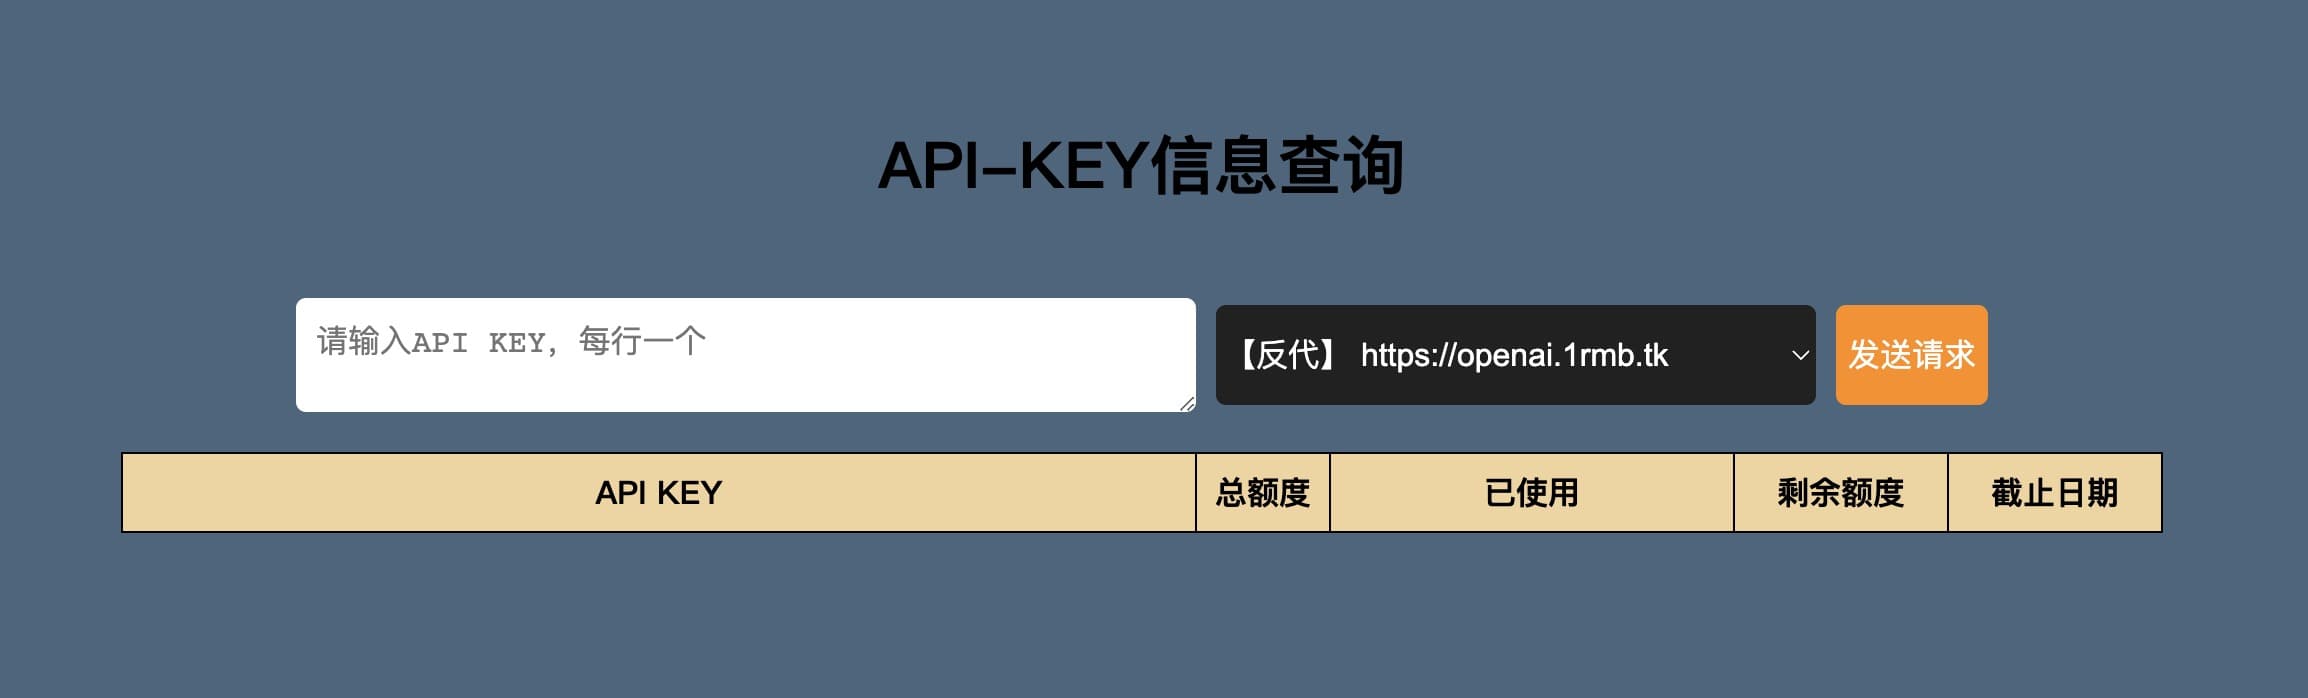 API-KEY信息查询
请输入API KEY，每行一个
【反代】 https://openai.1rmb.tk
发送请求
API KEY 总额度 已使用 剩余额度 截止日期